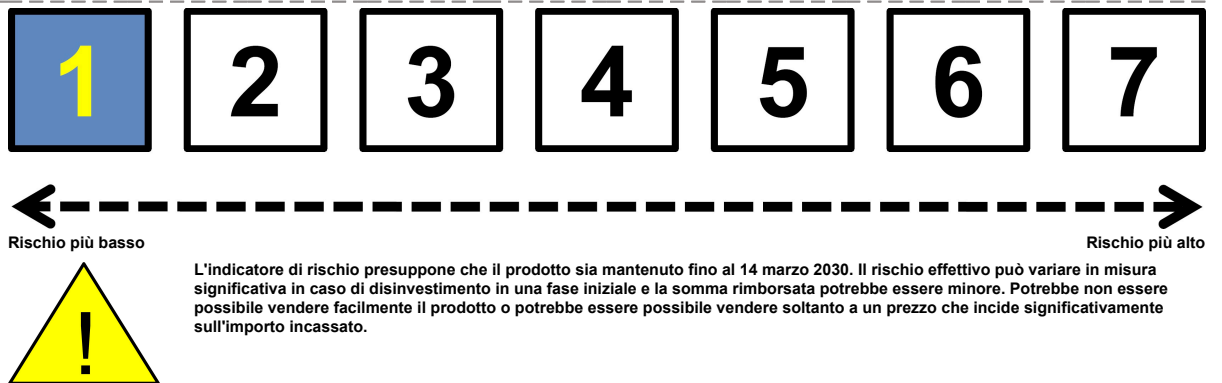 1 2 3 4 5 6 7
Rischio più basso Rischio più alto
L'indicatore di rischio presuppone che il prodotto sia mantenuto fino al 14 marzo 2030. Il rischio effettivo può variare in misura
significativa in caso di disinvestimento in una fase iniziale e la somma rimborsata potrebbe essere minore. Potrebbe non essere
possibile vendere facilmente il prodotto o potrebbe essere possibile vendere soltanto a un prezzo che incide significativamente
sull'importo incassato.
!